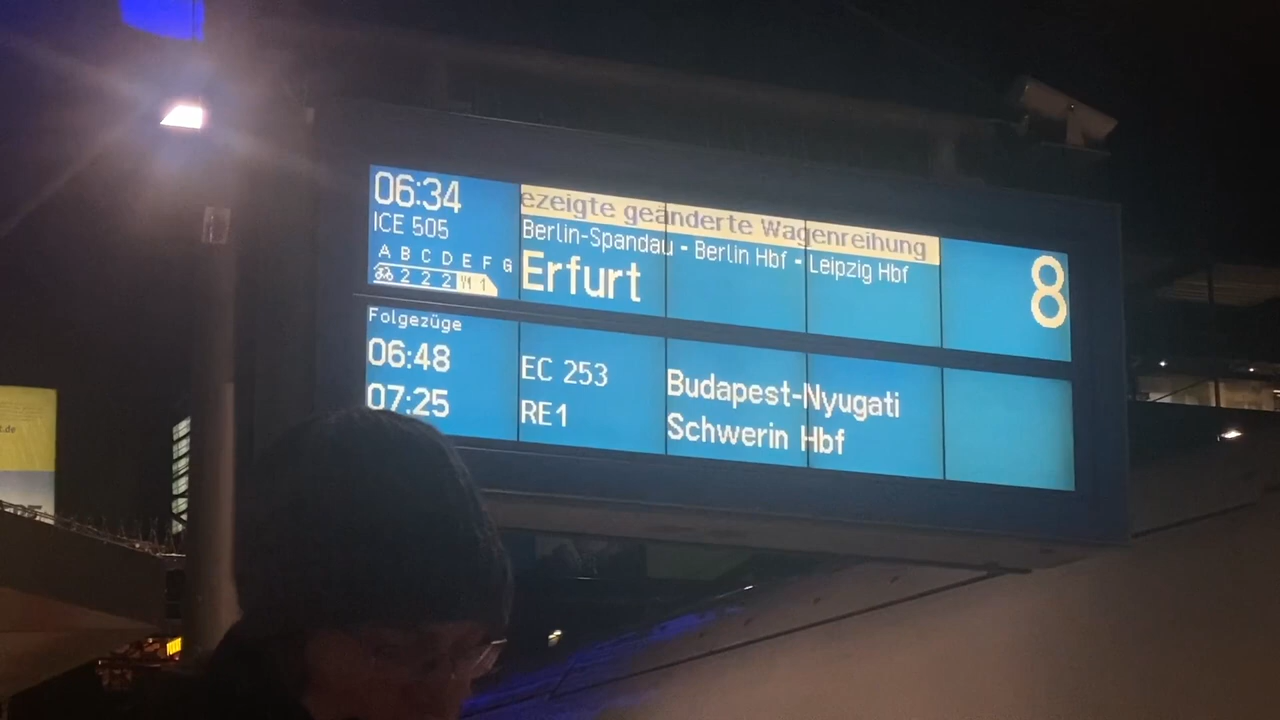 06:34
ICE 505
A B C D E F G
2 2 2 1
ezeigte geänderte Wagenreihung
Berlin-Spandau - Berlin Hbf - Leipzig Hbf
Erfurt
8
Folgezüge
06:48 EC 253 Budapest-Nyugati
07:25 RE1 Schwerin Hbf
t.de